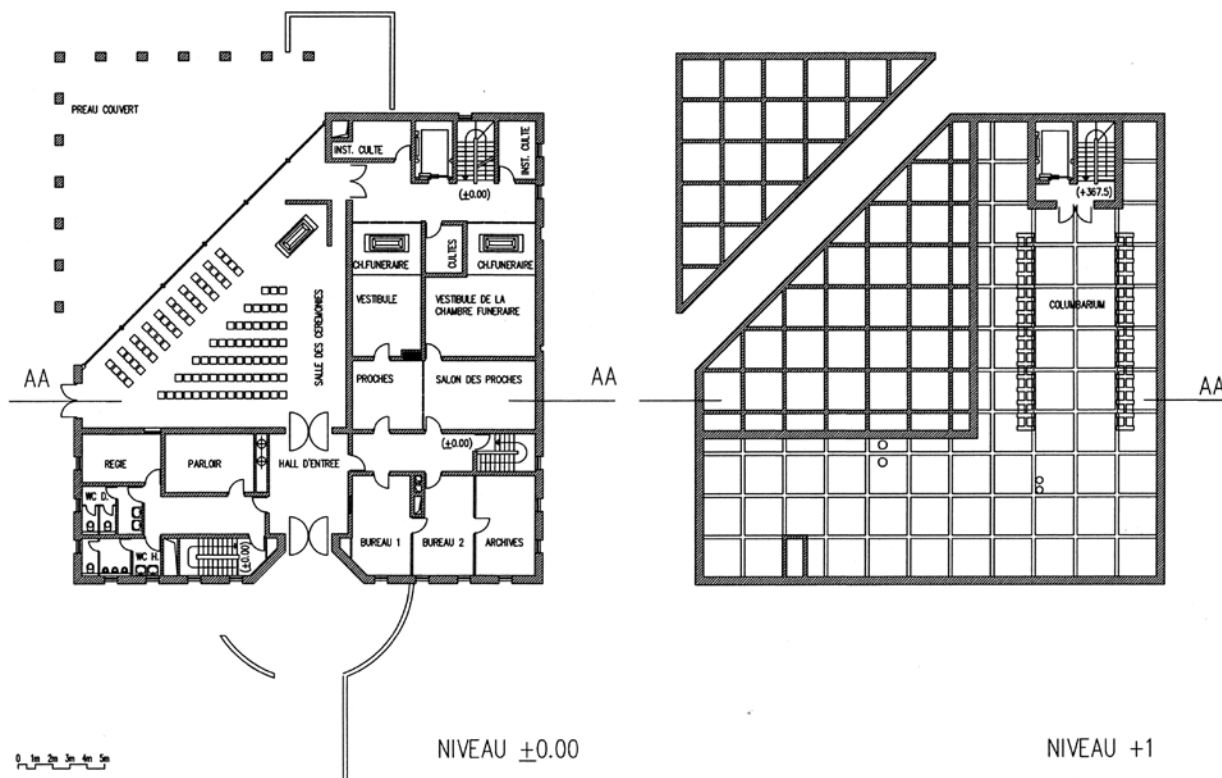 PREAU COUVERT
INST. CULTE
INST. CULTE
(±0.00)
CH.FUNERAIRE
CULTES
CH.FUNERAIRE
VESTIBULE
VESTIBULE DE LA
CHAMBRE FUNERAIRE
SALLE DES CEREMONIES
AA
AA
PROCHES
SALON DES PROCHES
(±0.00)
REGIE
PARLOIR
HALL D'ENTREE
WC D.
WC H.
(±0.00)
BUREAU 1
BUREAU 2
ARCHIVES
0 1m 2m 3m 4m 5m
NIVEAU ±0.00
(+367.5)
COLUMBARIUM
AA
NIVEAU +1